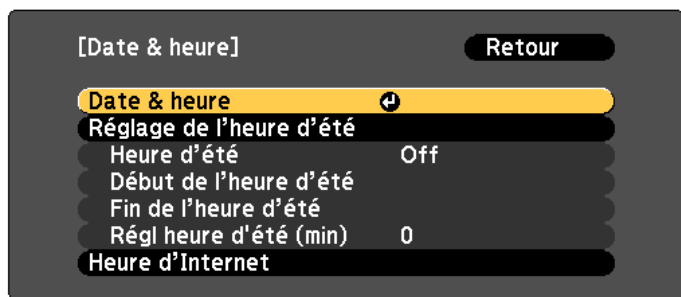 [Date & heure] Retour
Date & heure
Réglage de l'heure d'été
Heure d'été Off
Début de l'heure d'été
Fin de l'heure d'été
Régl heure d'été (min) 0
Heure d'Internet